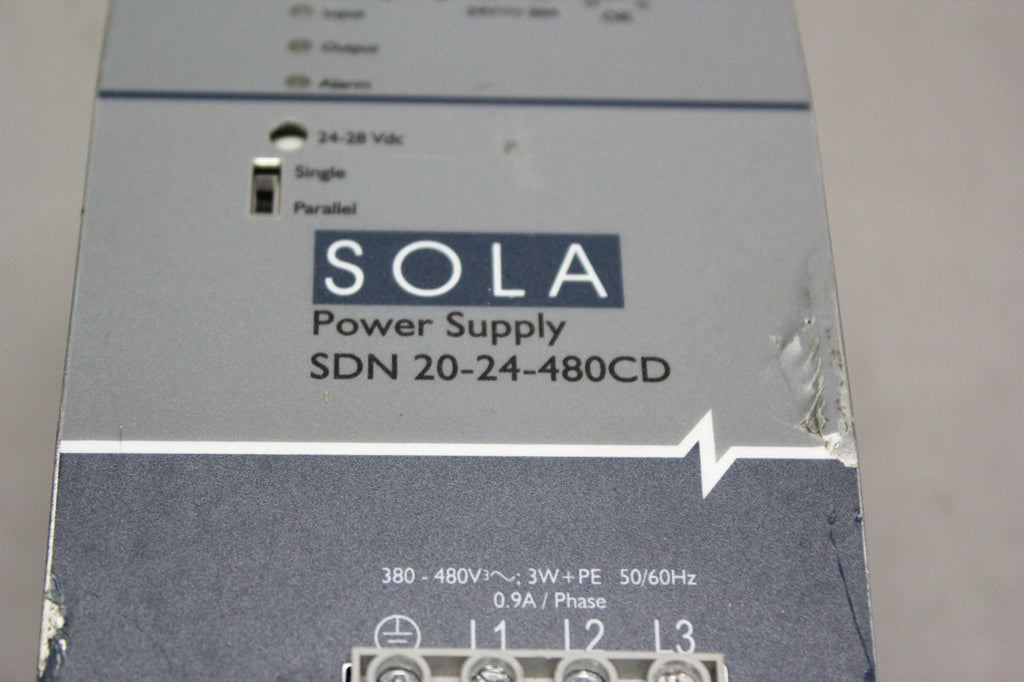 Input
Output
Alarm
24-28 Vdc
Single
Parallel
SOLA
Power Supply
SDN 20-24-480CD
380 - 480V3~; 3W+PE 50/60Hz
0.9A / Phase
L1 L2 L3